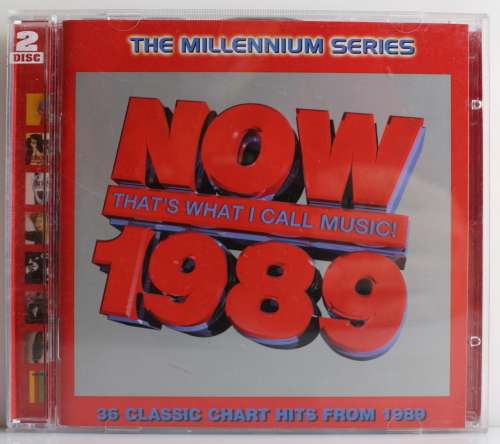 2
DISC
THE MILLENNIUM SERIES
NOW
THAT'S WHAT I CALL MUSIC!
1989
36 CLASSIC CHART HITS FROM 1989